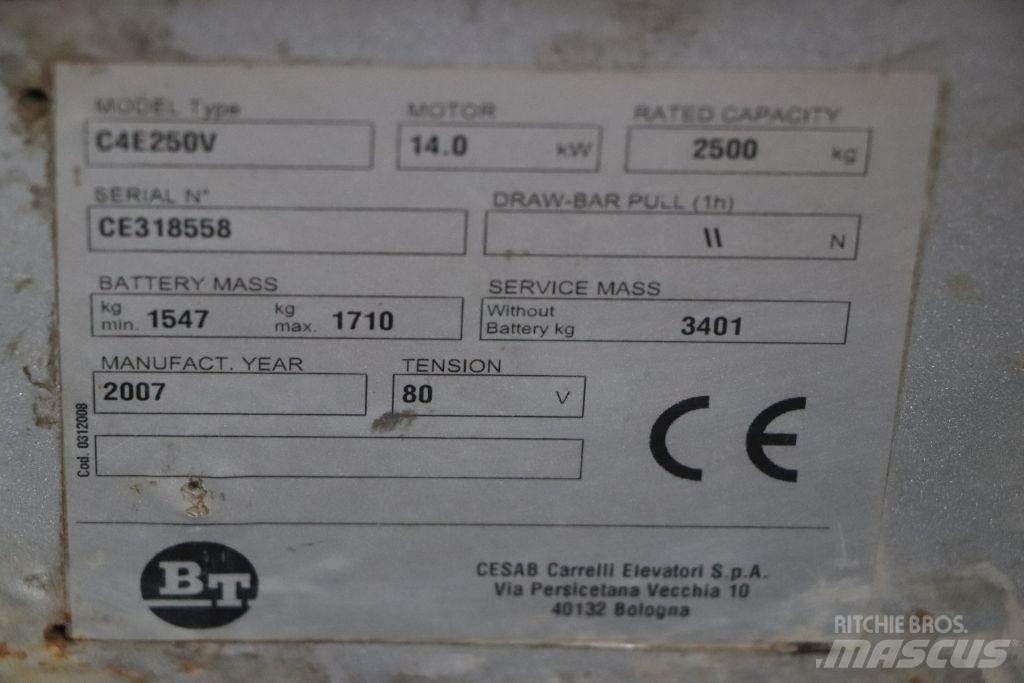 MODEL Type
C4E250V
MOTOR
14.0 kW
RATED CAPACITY
2500 kg
SERIAL N°
CE318558
DRAW-BAR PULL (1h)
\\ N
BATTERY MASS
kg min. 1547 kg max. 1710
SERVICE MASS
Without Battery kg 3401
MANUFACT. YEAR
2007
TENSION
80 V
Cod. 0312008
CE
BT
CESAB Carrelli Elevatori S.p.A.
Via Persicetana Vecchia 10
40132 Bologna
RITCHIE BROS.
MASCUS